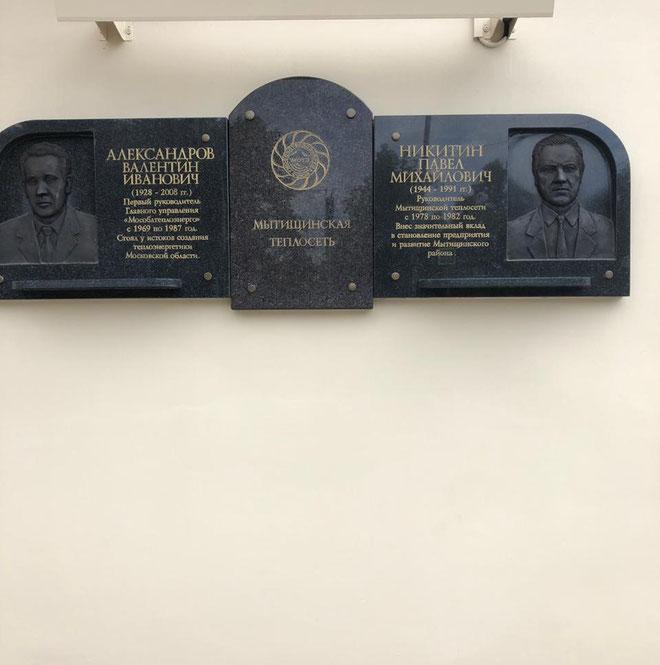 АЛЕКСАНДРОВ
ВАЛЕНТИН
ИВАНОВИЧ
(1928 - 2008 гг.)
Первый руководитель
Главного управления
«Мособлтеплоэнерго»
с 1969 по 1987 год.
Стоял у истоков создания
теплоэнергетики
Московской области.
МЫТИЩИНСКАЯ
ТЕПЛОСЕТЬ
НИКИТИН
ПАВЕЛ
МИХАЙЛОВИЧ
(1944 - 1991 гг.)
Руководитель
Мытищинской теплосети
с 1978 по 1982 год.
Внес значительный вклад
в становление предприятия
и развитие Мытищинского
района